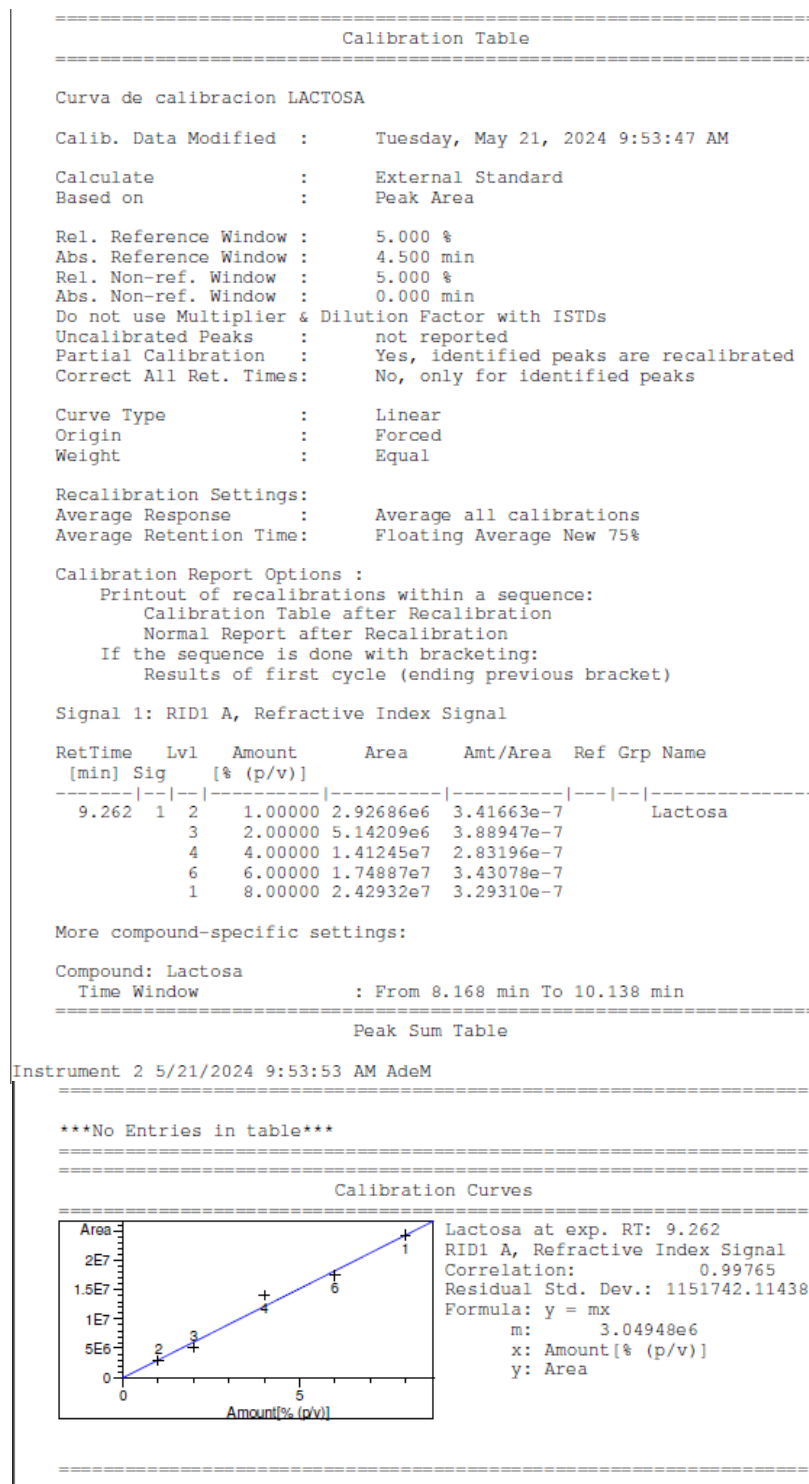 =====================================================================
Calibration Table
=====================================================================
Curva de calibracion LACTOSA
Calib. Data Modified  :       Tuesday, May 21, 2024 9:53:47 AM
Calculate             :       External Standard
Based on              :       Peak Area
Rel. Reference Window :       5.000 %
Abs. Reference Window :       4.500 min
Rel. Non-ref. Window  :       5.000 %
Abs. Non-ref. Window  :       0.000 min
Do not use Multiplier & Dilution Factor with ISTDs
Uncalibrated Peaks    :       not reported
Partial Calibration   :       Yes, identified peaks are recalibrated
Correct All Ret. Times:       No, only for identified peaks
Curve Type            :       Linear
Origin                :       Forced
Weight                :       Equal
Recalibration Settings:
Average Response      :       Average all calibrations
Average Retention Time:       Floating Average New 75%
Calibration Report Options :
    Printout of recalibrations within a sequence:
        Calibration Table after Recalibration
        Normal Report after Recalibration
    If the sequence is done with bracketing:
        Results of first cycle (ending previous bracket)
Signal 1: RID1 A, Refractive Index Signal
RetTime   Lvl   Amount      Area     Amt/Area  Ref Grp Name
 [min] Sig    [% (p/v)]
-------|--|--|----------|----------|----------|---|--|---------------
  9.262  1  2    1.00000 2.92686e6  3.41663e-7        Lactosa
            3    2.00000 5.14209e6  3.88947e-7
            4    4.00000 1.41245e7  2.83196e-7
            6    6.00000 1.74887e7  3.43078e-7
            1    8.00000 2.42932e7  3.29310e-7
More compound-specific settings:
Compound: Lactosa
  Time Window              : From 8.168 min To 10.138 min
=====================================================================
Peak Sum Table
Instrument 2 5/21/2024 9:53:53 AM AdeM
=====================================================================
***No Entries in table***
=====================================================================
=====================================================================
Calibration Curves
=====================================================================
Area
2E7
1.5E7
1E7
5E6
0
2
3
4
6
1
0
5
Amount[% (p/v)]
Lactosa at exp. RT: 9.262
RID1 A, Refractive Index Signal
Correlation:            0.99765
Residual Std. Dev.: 1151742.11438
Formula: y = mx
      m:      3.04948e6
      x: Amount[% (p/v)]
      y: Area
=====================================================================